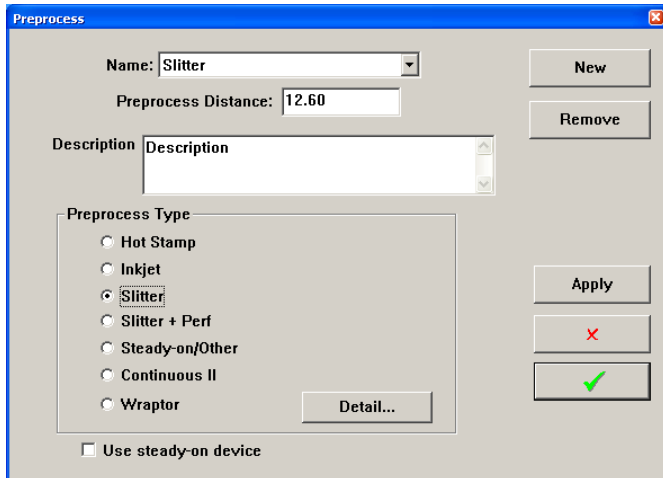 Preprocess
Name: Slitter
New
Preprocess Distance: 12.60
Remove
Description Description
Preprocess Type
Hot Stamp
Inkjet
Slitter
Apply
Slitter + Perf
Steady-on/Other
Continuous II
Wraptor
Detail...
Use steady-on device